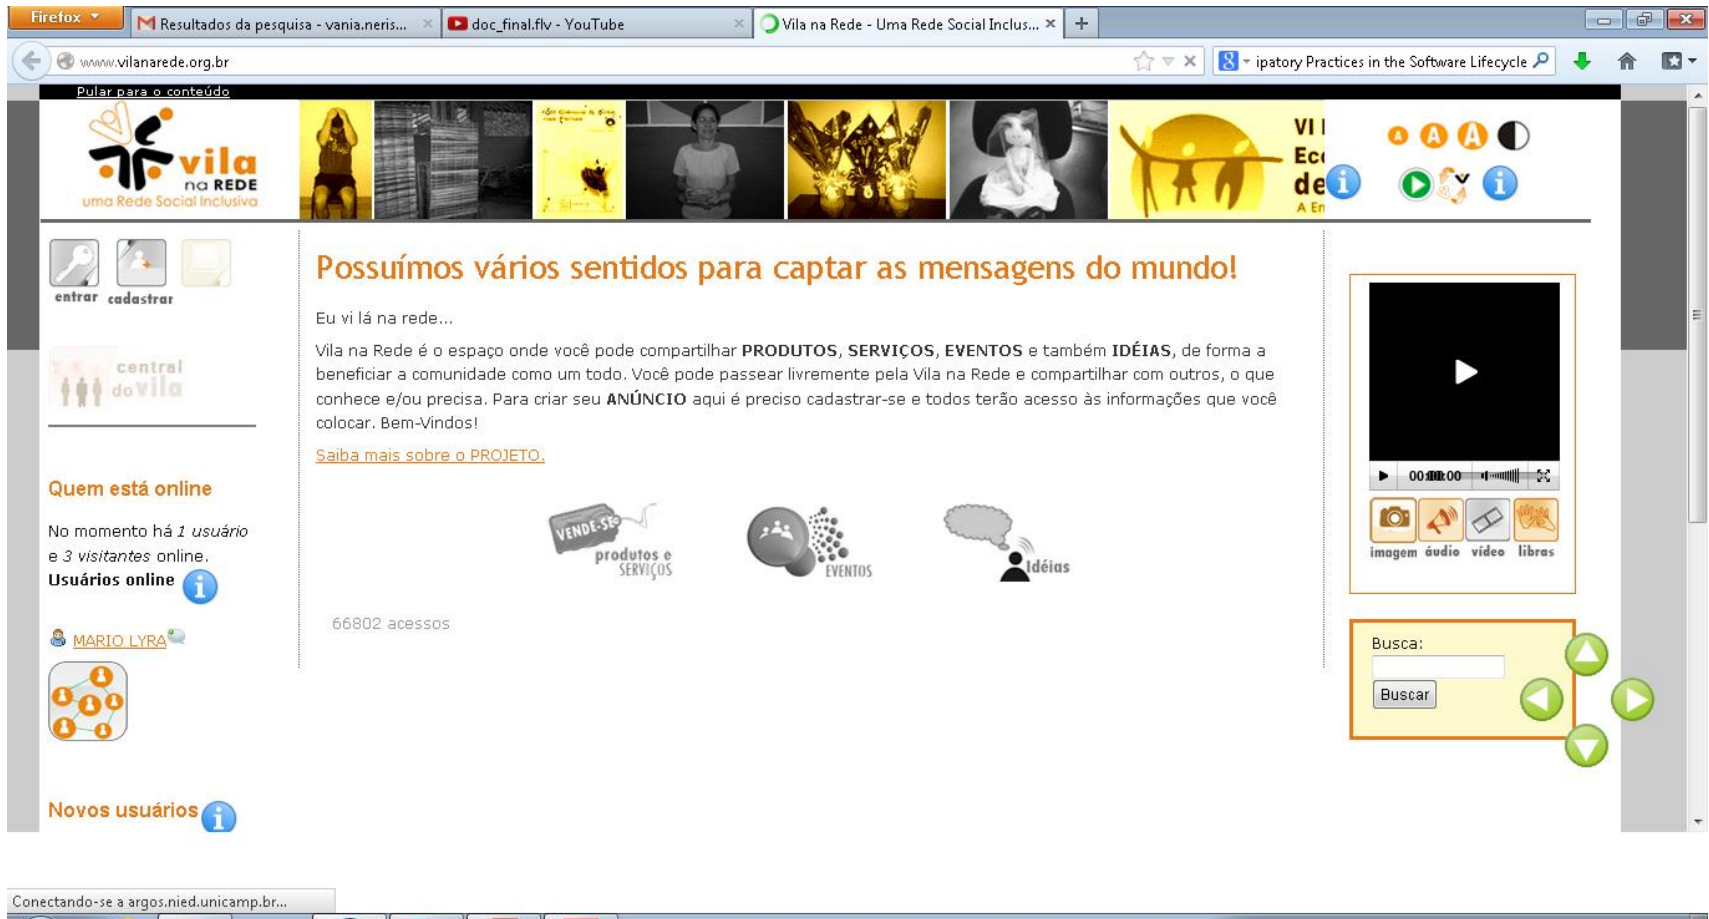 Firefox
Resultados da pesquisa - vania.neris...
doc_final.flv - YouTube
Vila na Rede - Uma Rede Social Inclus...
www.vilanarede.org.br
ipatory Practices in the Software Lifecycle
Pular para o conteúdo
vila
na REDE
uma Rede Social Inclusiva
VI
Ec
de
A En
A A A
entrar cadastrar
central
do vila
Possuímos vários sentidos para captar as mensagens do mundo!
Eu vi lá na rede...
Vila na Rede é o espaço onde você pode compartilhar PRODUTOS, SERVIÇOS, EVENTOS e também IDÉIAS, de forma a
beneficiar a comunidade como um todo. Você pode passear livremente pela Vila na Rede e compartilhar com outros, o que
conhece e/ou precisa. Para criar seu ANÚNCIO aqui é preciso cadastrar-se e todos terão acesso às informações que você
colocar. Bem-Vindos!
Saiba mais sobre o PROJETO.
VENDE-SE
produtos e
SERVIÇOS
EVENTOS
Idéias
66802 acessos
Quem está online
No momento há 1 usuário
e 3 visitantes online.
Usuários online
MARIO LYRA
Novos usuários
imagem áudio vídeo libras
Busca:
Buscar
Conectando-se a argos.nied.unicamp.br...